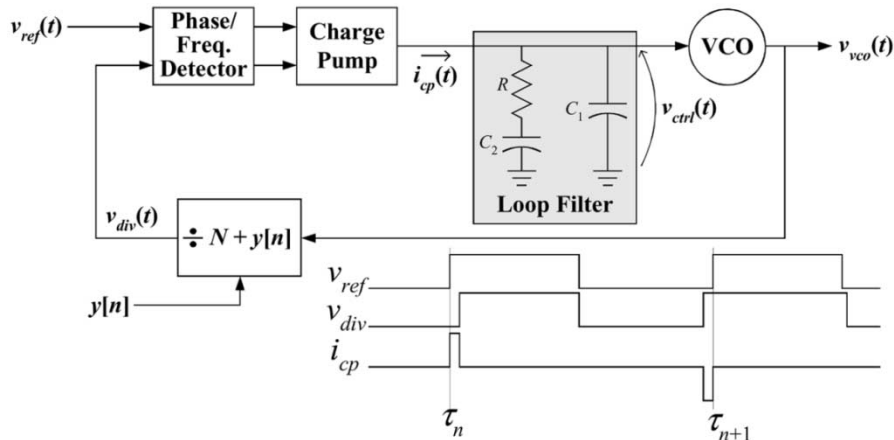 v_ref(t)
Phase/
Freq.
Detector
Charge
Pump
i_cp(t)
R
C_2
C_1
Loop Filter
v_ctrl(t)
VCO
v_vco(t)
v_div(t)
÷ N + y[n]
y[n]
v_ref
v_div
i_cp
τ_n
τ_n+1